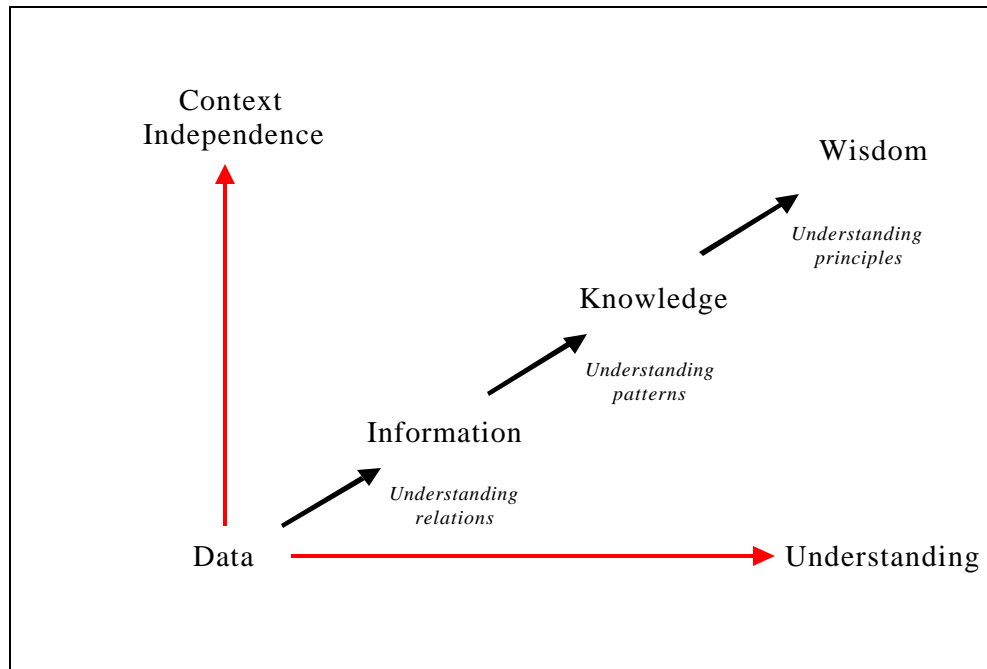 Context
Independence
Wisdom
Understanding
principles
Knowledge
Understanding
patterns
Information
Understanding
relations
Data
Understanding